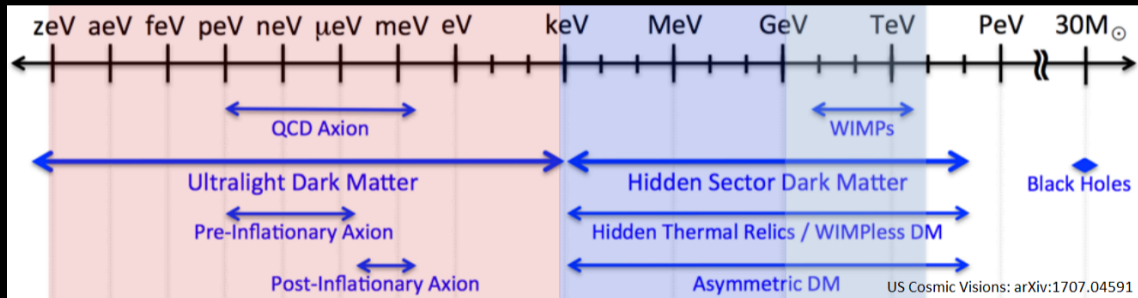 zeV aeV feV peV neV μeV meV eV keV MeV GeV TeV PeV 30M☉
QCD Axion WIMPs
Ultralight Dark Matter Hidden Sector Dark Matter Black Holes
Pre-Inflationary Axion Hidden Thermal Relics / WIMPless DM
Post-Inflationary Axion Asymmetric DM US Cosmic Visions: arXiv:1707.04591